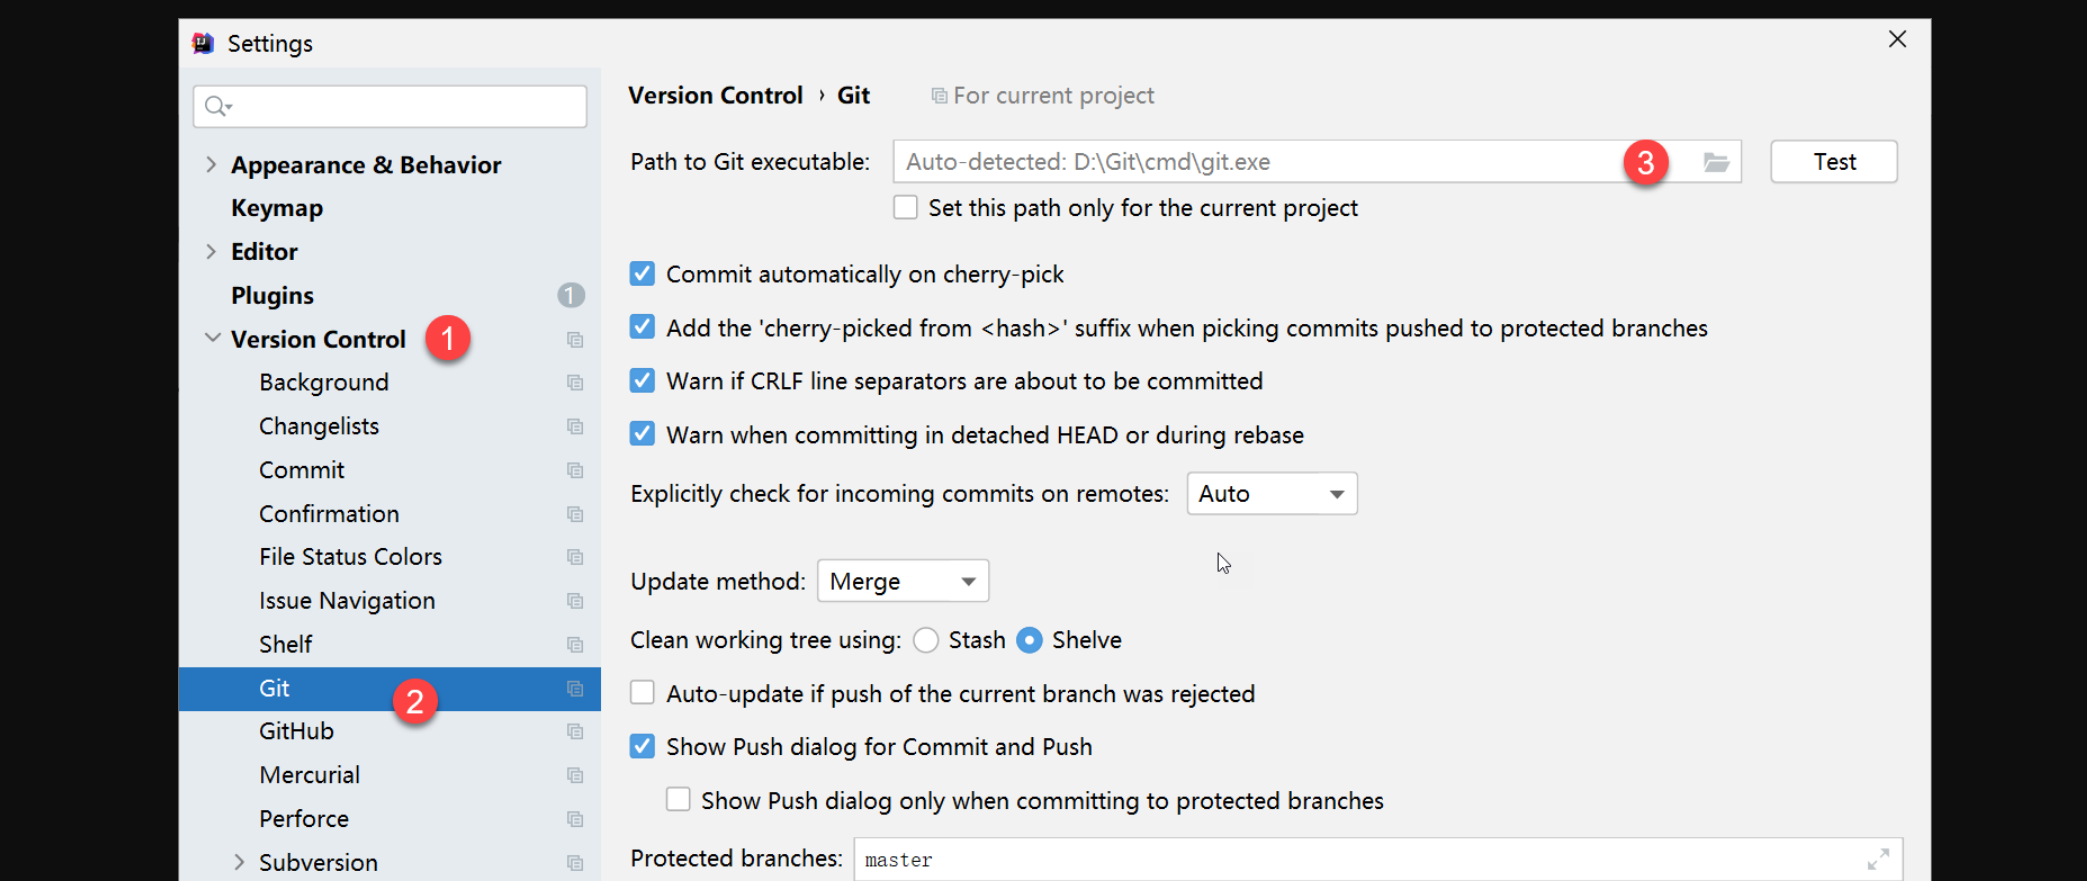 Settings
Version Control › Git For current project
Appearance & Behavior
Keymap
Editor
Plugins 1
Version Control 1
Background
Changelists
Commit
Confirmation
File Status Colors
Issue Navigation
Shelf
Git 2
GitHub
Mercurial
Perforce
Subversion
Path to Git executable: Auto-detected: D:\Git\cmd\git.exe 3 Test
Set this path only for the current project
Commit automatically on cherry-pick
Add the 'cherry-picked from <hash>' suffix when picking commits pushed to protected branches
Warn if CRLF line separators are about to be committed
Warn when committing in detached HEAD or during rebase
Explicitly check for incoming commits on remotes: Auto
Update method: Merge
Clean working tree using: Stash Shelve
Auto-update if push of the current branch was rejected
Show Push dialog for Commit and Push
Show Push dialog only when committing to protected branches
Protected branches: master